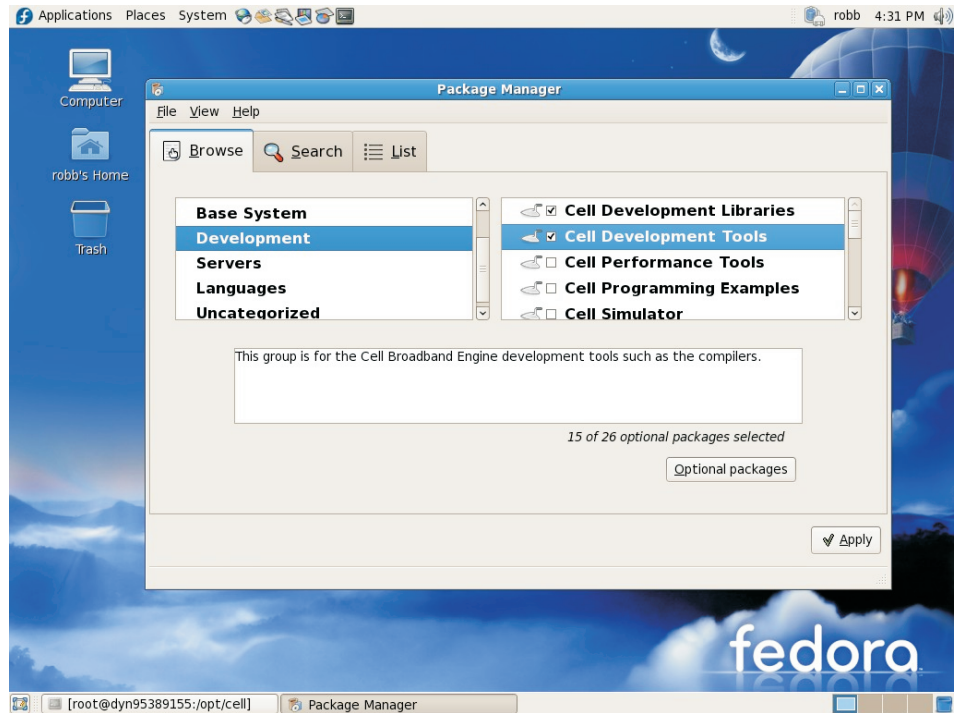 Applications Places System robb 4:31 PM
Computer
robb's Home
Trash
Package Manager
File View Help
Browse Search List
Base System
Development
Servers
Languages
Uncategorized
Cell Development Libraries
Cell Development Tools
Cell Performance Tools
Cell Programming Examples
Cell Simulator
This group is for the Cell Broadband Engine development tools such as the compilers.
15 of 26 optional packages selected
Optional packages
Apply
fedora
[root@dyn95389155:/opt/cell] Package Manager